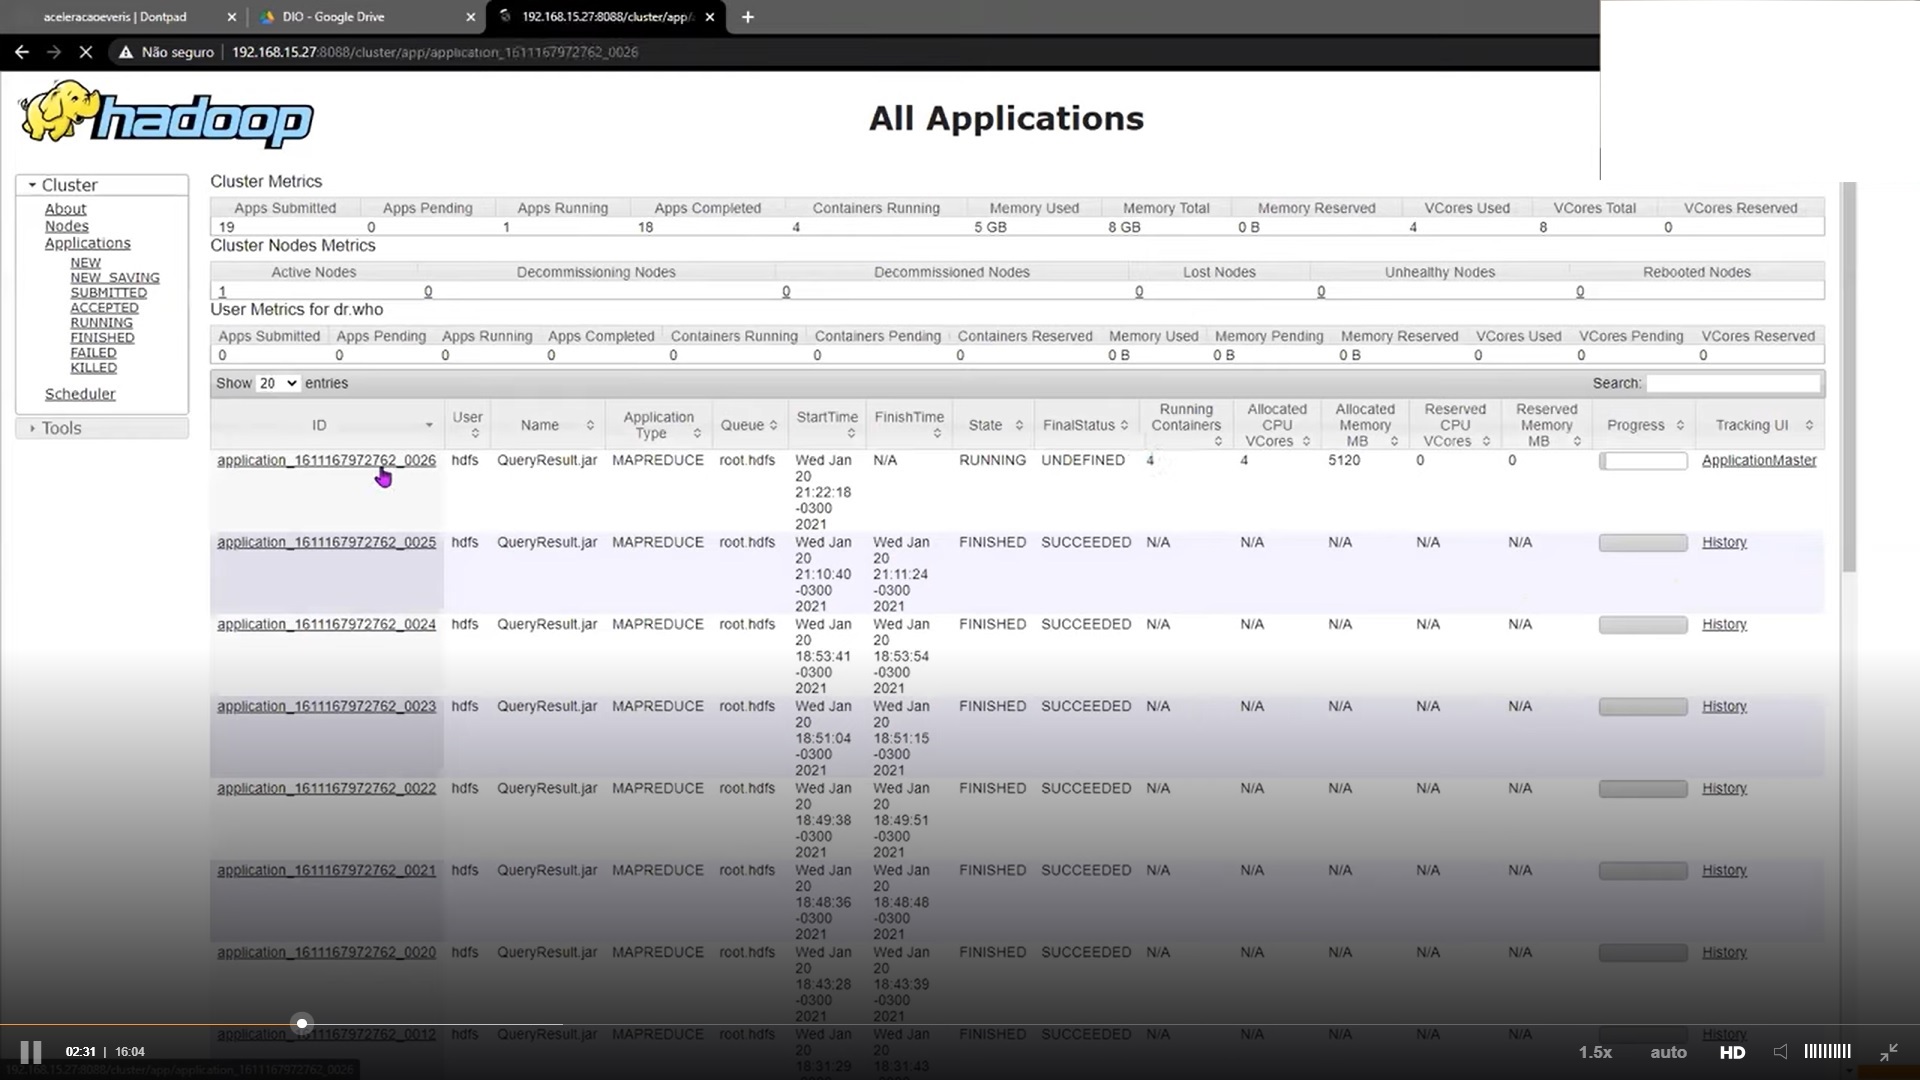 aceleracaoeveris | Dontpad
DIO - Google Drive
192.168.15.27:8088/cluster/app/
Não seguro
192.168.15.27:8088/cluster/app/application_1611167972762_0026
hadoop
All Applications
Cluster
About
Nodes
Applications
NEW
NEW_SAVING
SUBMITTED
ACCEPTED
RUNNING
FINISHED
FAILED
KILLED
Scheduler
Tools
Cluster Metrics
Apps Submitted Apps Pending Apps Running Apps Completed Containers Running Memory Used Memory Total Memory Reserved VCores Used VCores Total VCores Reserved
19 0 1 18 4 5 GB 8 GB 0 B 4 8 0
Cluster Nodes Metrics
Active Nodes Decommissioning Nodes Decommissioned Nodes Lost Nodes Unhealthy Nodes Rebooted Nodes
1 0 0 0 0 0
User Metrics for dr.who
Apps Submitted Apps Pending Apps Running Apps Completed Containers Running Containers Pending Containers Reserved Memory Used Memory Pending Memory Reserved VCores Used VCores Pending VCores Reserved
0 0 0 0 0 0 0 0 B 0 B 0 B 0 0 0
Show 20 entries Search:
ID User Name Application Type Queue StartTime FinishTime State FinalStatus Running Containers Allocated CPU VCores Allocated Memory MB Reserved CPU VCores Reserved Memory MB Progress Tracking UI
application_1611167972762_0026 hdfs QueryResult.jar MAPREDUCE root.hdfs Wed Jan 20 21:22:18 -0300 2021 N/A RUNNING UNDEFINED 4 4 5120 0 0 ApplicationMaster
application_1611167972762_0025 hdfs QueryResult.jar MAPREDUCE root.hdfs Wed Jan 20 21:10:40 -0300 2021 Wed Jan 20 21:11:24 -0300 2021 FINISHED SUCCEEDED N/A N/A N/A N/A N/A History
application_1611167972762_0024 hdfs QueryResult.jar MAPREDUCE root.hdfs Wed Jan 20 18:53:41 -0300 2021 Wed Jan 20 18:53:54 -0300 2021 FINISHED SUCCEEDED N/A N/A N/A N/A N/A History
application_1611167972762_0023 hdfs QueryResult.jar MAPREDUCE root.hdfs Wed Jan 20 18:51:04 -0300 2021 Wed Jan 20 18:51:15 -0300 2021 FINISHED SUCCEEDED N/A N/A N/A N/A N/A History
application_1611167972762_0022 hdfs QueryResult.jar MAPREDUCE root.hdfs Wed Jan 20 18:49:38 -0300 2021 Wed Jan 20 18:49:51 -0300 2021 FINISHED SUCCEEDED N/A N/A N/A N/A N/A History
application_1611167972762_0021 hdfs QueryResult.jar MAPREDUCE root.hdfs Wed Jan 20 18:48:36 -0300 2021 Wed Jan 20 18:48:48 -0300 2021 FINISHED SUCCEEDED N/A N/A N/A N/A N/A History
application_1611167972762_0020 hdfs QueryResult.jar MAPREDUCE root.hdfs Wed Jan 20 18:43:28 -0300 2021 Wed Jan 20 18:43:39 -0300 2021 FINISHED SUCCEEDED N/A N/A N/A N/A N/A History
application_1611167972762_0012 hdfs QueryResult.jar MAPREDUCE root.hdfs Wed Jan 20 18:31:29 Wed Jan 20 18:31:43 FINISHED SUCCEEDED N/A N/A N/A N/A N/A History
02:31 | 16:04
1.5x auto HD
192.168.15.27:8088/cluster/app/application_1611167972762_0026